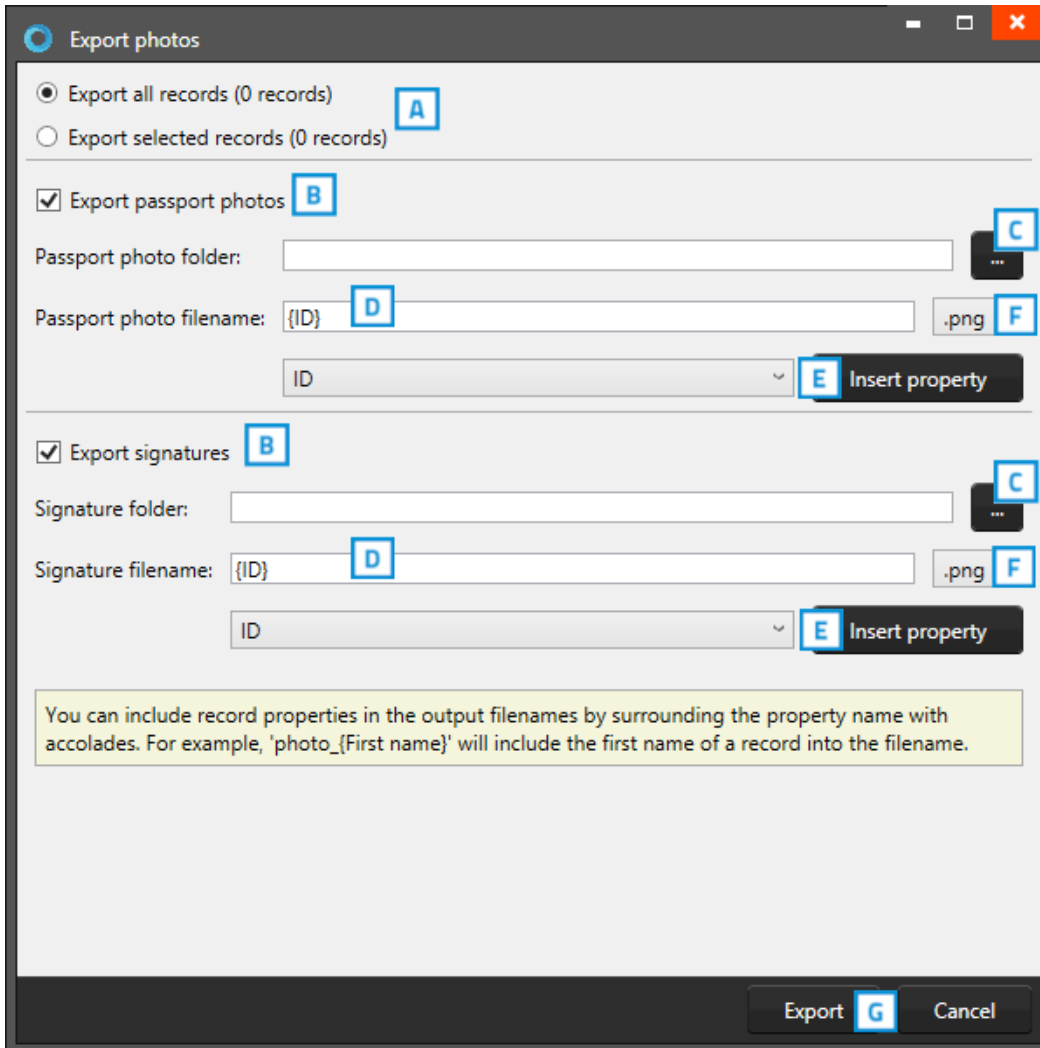 Export photos
Export all records (0 records)
A
Export selected records (0 records)
Export passport photos B
C
Passport photo folder: ...
Passport photo filename: {ID} D .png F
ID E Insert property
Export signatures B
C
Signature folder: ...
Signature filename: {ID} D .png F
ID E Insert property
You can include record properties in the output filenames by surrounding the property name with
accolades. For example, 'photo_{First name}' will include the first name of a record into the filename.
Export G Cancel